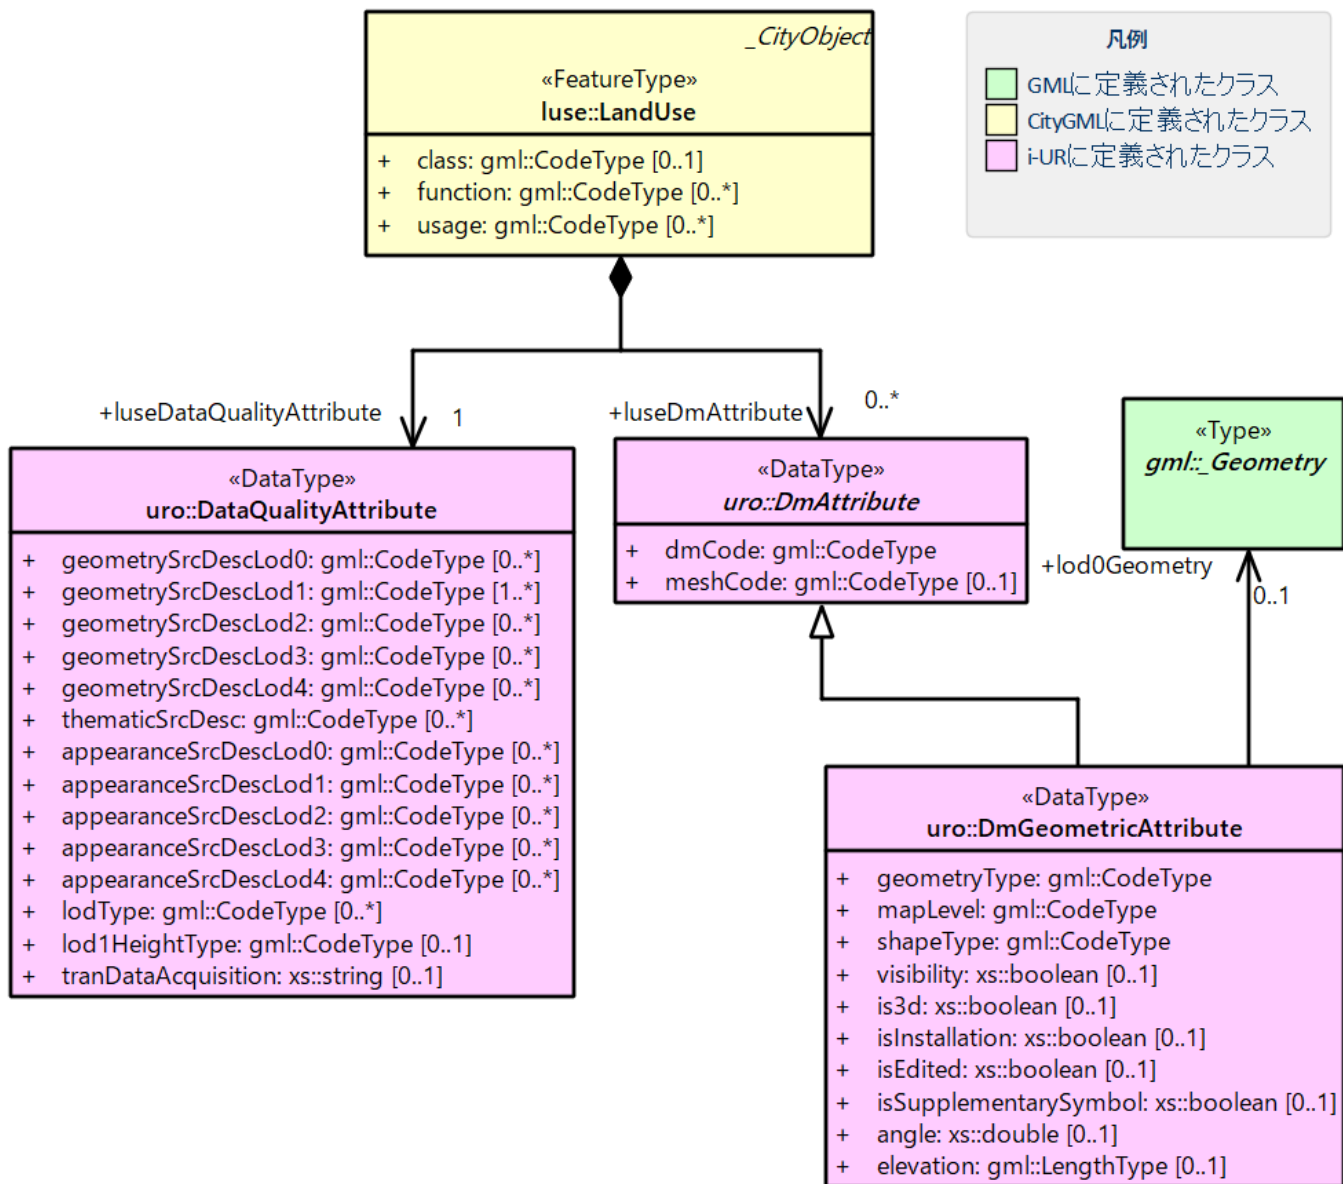 _CityObject
«FeatureType»
luse::LandUse
+ class: gml::CodeType [0..1]
+ function: gml::CodeType [0..*]
+ usage: gml::CodeType [0..*]
凡例
GMLに定義されたクラス
CityGMLに定義されたクラス
i-URに定義されたクラス
+luseDataQualityAttribute
1
+luseDmAttribute
0..*
«DataType»
uro::DataQualityAttribute
+ geometrySrcDescLod0: gml::CodeType [0..*]
+ geometrySrcDescLod1: gml::CodeType [1..*]
+ geometrySrcDescLod2: gml::CodeType [0..*]
+ geometrySrcDescLod3: gml::CodeType [0..*]
+ geometrySrcDescLod4: gml::CodeType [0..*]
+ thematicSrcDesc: gml::CodeType [0..*]
+ appearanceSrcDescLod0: gml::CodeType [0..*]
+ appearanceSrcDescLod1: gml::CodeType [0..*]
+ appearanceSrcDescLod2: gml::CodeType [0..*]
+ appearanceSrcDescLod3: gml::CodeType [0..*]
+ appearanceSrcDescLod4: gml::CodeType [0..*]
+ lodType: gml::CodeType [0..*]
+ lod1HeightType: gml::CodeType [0..1]
+ tranDataAcquisition: xs::string [0..1]
«DataType»
uro::DmAttribute
+ dmCode: gml::CodeType
+ meshCode: gml::CodeType [0..1]
«Type»
gml::_Geometry
+lod0Geometry
0..1
«DataType»
uro::DmGeometricAttribute
+ geometryType: gml::CodeType
+ mapLevel: gml::CodeType
+ shapeType: gml::CodeType
+ visibility: xs::boolean [0..1]
+ is3d: xs::boolean [0..1]
+ isInstallation: xs::boolean [0..1]
+ isEdited: xs::boolean [0..1]
+ isSupplementarySymbol: xs::boolean [0..1]
+ angle: xs::double [0..1]
+ elevation: gml::LengthType [0..1]